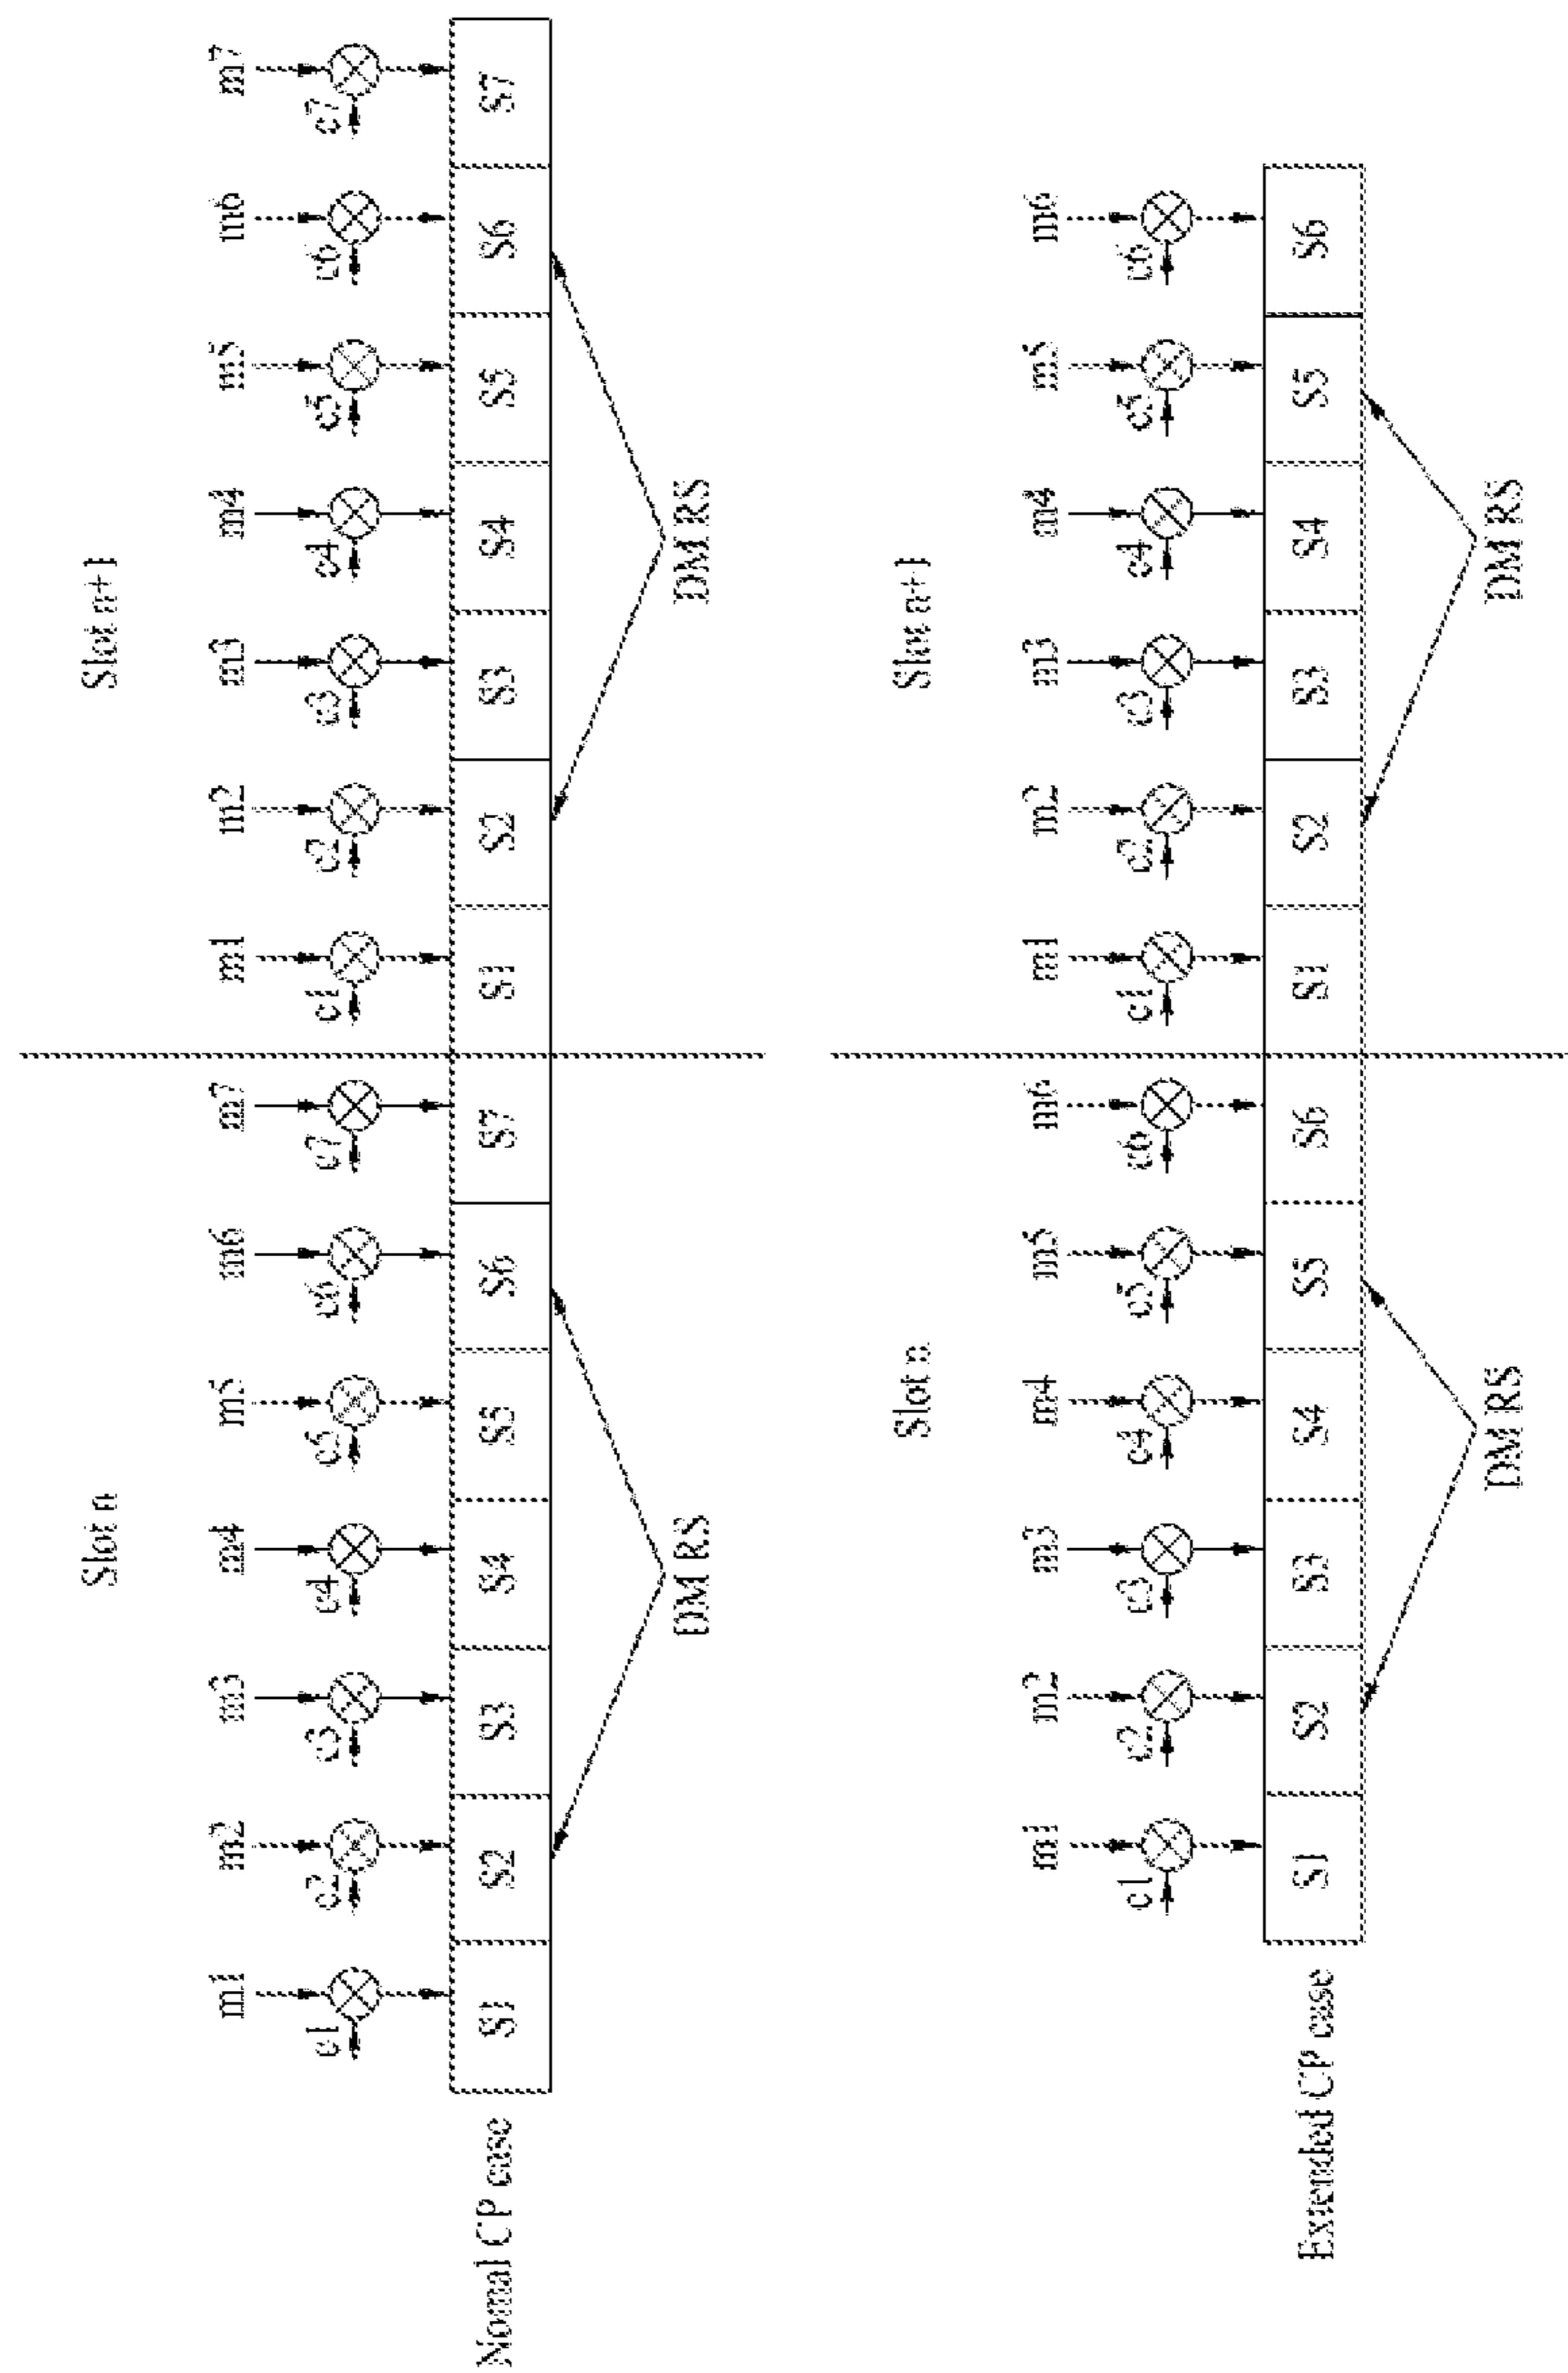 Slot n
Slot n+1
m1 m2 m3 m4 m5 m6 m7 m1 m2 m3 m4 m5 m6 m7
c1 c2 c3 c4 c5 c6 c7 c1 c2 c3 c4 c5 c6 c7
Nomal CP case
S1 S2 S3 S4 S5 S6 S7 S1 S2 S3 S4 S5 S6 S7
DM RS
DM RS
Slot n
Slot n+1
m1 m2 m3 m4 m5 m6 m1 m2 m3 m4 m5 m6
c1 c2 c3 c4 c5 c6 c1 c2 c3 c4 c5 c6
Extended CP case
S1 S2 S3 S4 S5 S6 S1 S2 S3 S4 S5 S6
DM RS
DM RS